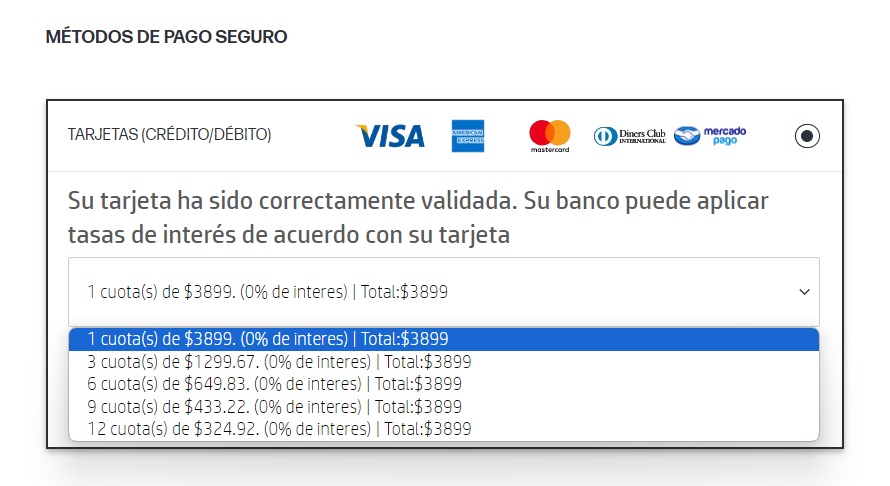 MÉTODOS DE PAGO SEGURO
TARJETAS (CRÉDITO/DÉBITO)
VISA
AMERICAN
EXPRESS
mastercard
Diners Club
INTERNATIONAL
mercado
pago
Su tarjeta ha sido correctamente validada. Su banco puede aplicar
tasas de interés de acuerdo con su tarjeta
1 cuota(s) de $3899. (0% de interes) | Total:$3899
1 cuota(s) de $3899. (0% de interes) | Total:$3899
3 cuota(s) de $1299.67. (0% de interes) | Total:$3899
6 cuota(s) de $649.83. (0% de interes) | Total:$3899
9 cuota(s) de $433.22. (0% de interes) | Total:$3899
12 cuota(s) de $324.92. (0% de interes) | Total:$3899